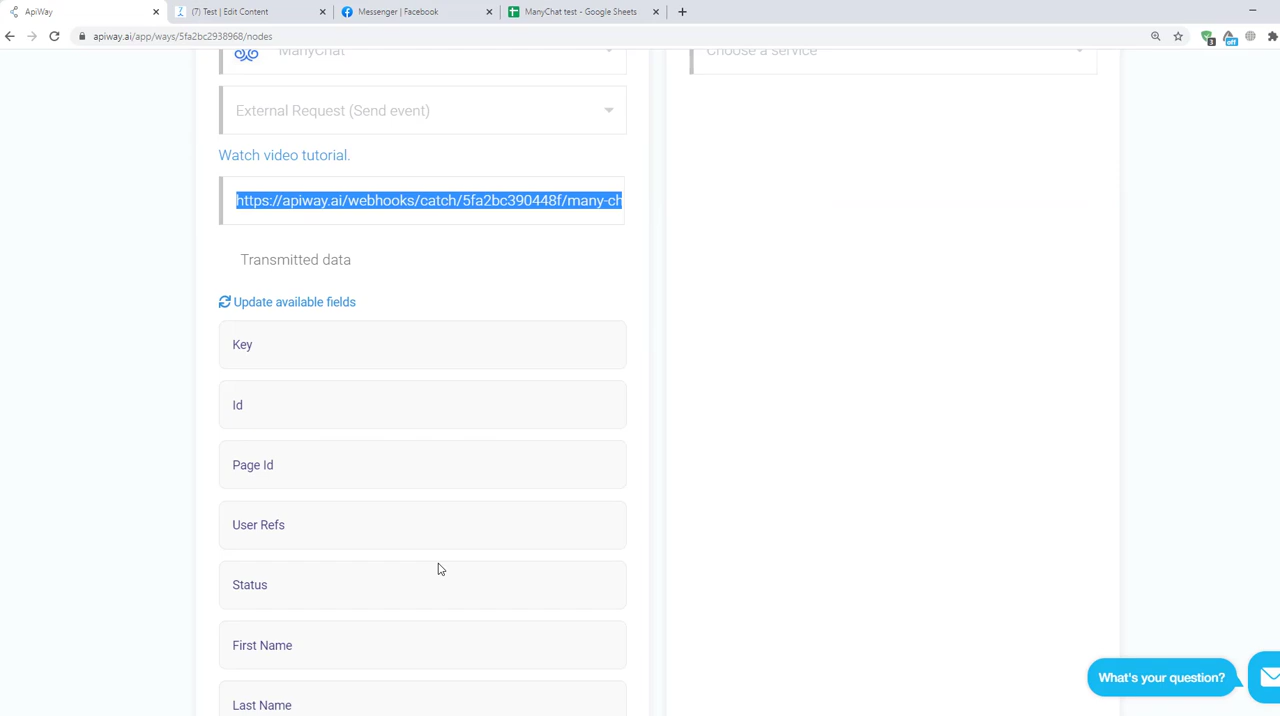 ApiWay
(7) Test | Edit Content
Messenger | Facebook
ManyChat test - Google Sheets
apiway.ai/app/ways/5fa2bc2938968/nodes
3
off
ManyChat
Choose a service
External Request (Send event)
Watch video tutorial.
https://apiway.ai/webhooks/catch/5fa2bc390448f/many-ch
Transmitted data
Update available fields
Key
Id
Page Id
User Refs
Status
First Name
What's your question?
Last Name